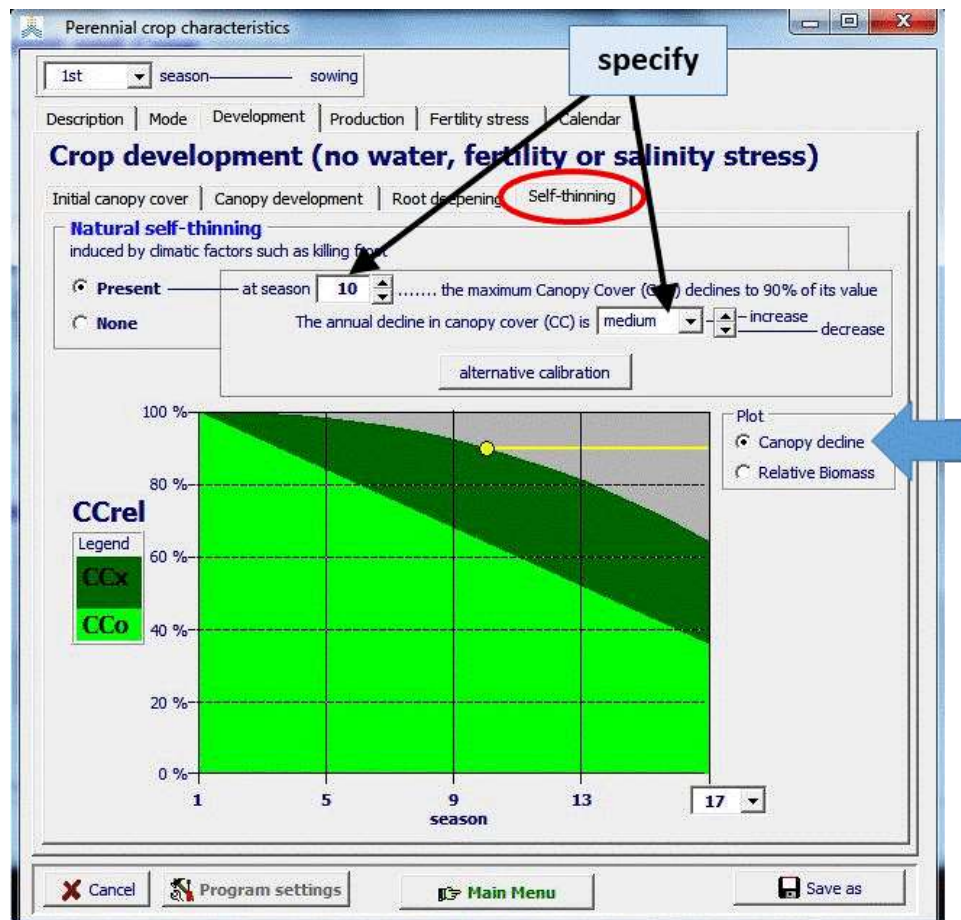 Perennial crop characteristics
specify
1st season sowing
Description Mode Development Production Fertility stress Calendar
Crop development (no water, fertility or salinity stress)
Initial canopy cover Canopy development Root deepening Self-thinning
Natural self-thinning
induced by climatic factors such as killing frost
Present at season 10 ....... the maximum Canopy Cover ( ) declines to 90% of its value
None The annual decline in canopy cover (CC) is medium increase
decrease
alternative calibration
100 %
80 %
60 %
40 %
20 %
0 %
CCrel
Legend
CCx
CCo
Plot
Canopy decline
Relative Biomass
1 5 9 13 17
season
Cancel Program settings Main Menu Save as